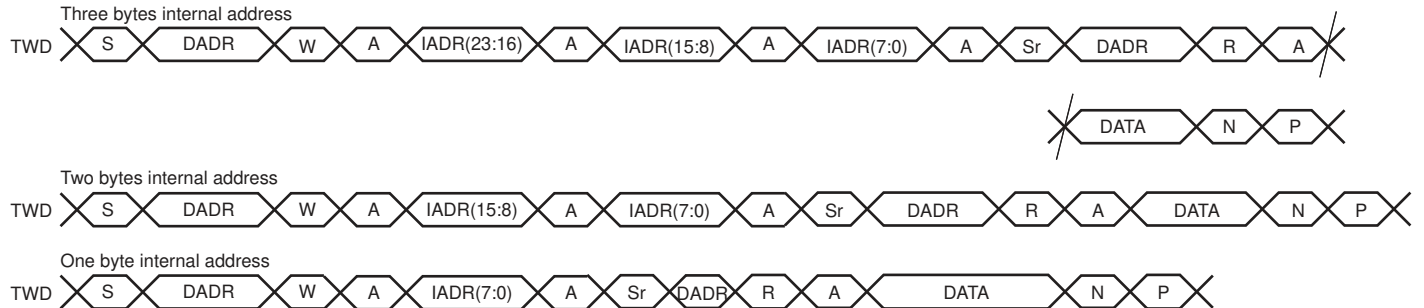 Three bytes internal address
TWD S DADR W A IADR(23:16) A IADR(15:8) A IADR(7:0) A Sr DADR R A
DATA N P
Two bytes internal address
TWD S DADR W A IADR(15:8) A IADR(7:0) A Sr DADR R A DATA N P
One byte internal address
TWD S DADR W A IADR(7:0) A Sr DADR R A DATA N P